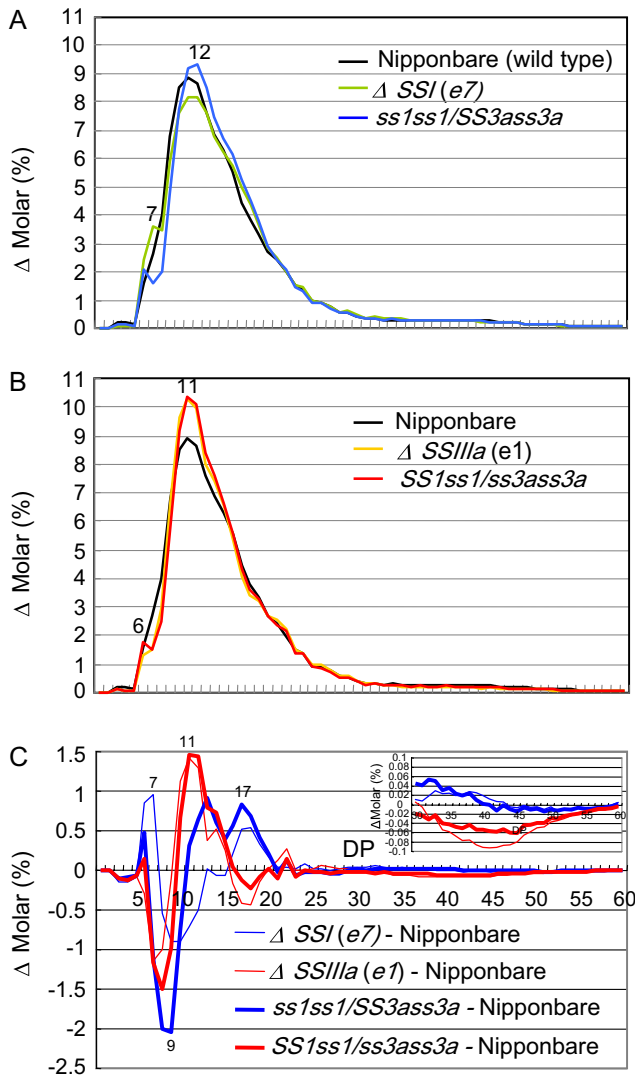 A
11
10
9
8
7
6
5
4
3
2
1
0
Δ Molar (%)
12
7
Nipponbare (wild type)
Δ SSI (e7)
ss1ss1/SS3ass3a
B
11
10
9
8
7
6
5
4
3
2
1
0
Δ Molar (%)
11
6
Nipponbare
Δ SSIIIa (e1)
SS1ss1/ss3ass3a
C
1.5
1
0.5
0
-0.5
-1
-1.5
-2
-2.5
Δ Molar (%)
11
7
17
9
DP
5 10 15 20 25 30 35 40 45 50 55 60
0.1
0.08
0.06
0.04
0.02
0
-0.02
-0.04
-0.06
-0.08
-0.1
ΔMolar (%)
30 35 40 45 50 55 60
DP
Δ SSI (e7) - Nipponbare
Δ SSIIIa (e1) - Nipponbare
ss1ss1/SS3ass3a - Nipponbare
SS1ss1/ss3ass3a - Nipponbare